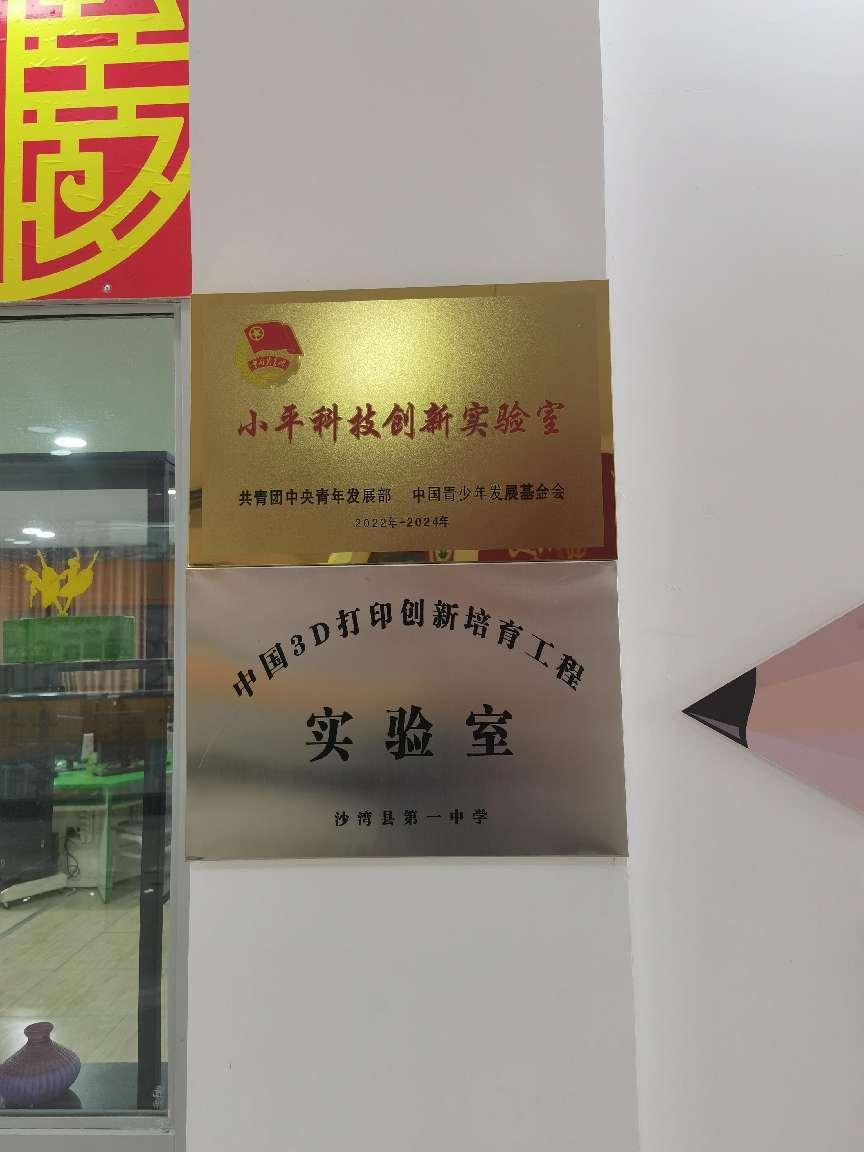 小平科技创新实验室
共青团中央青年发展部 中国青少年发展基金会
2022年-2024年
中国3D打印创新培育工程
实验室
沙湾县第一中学